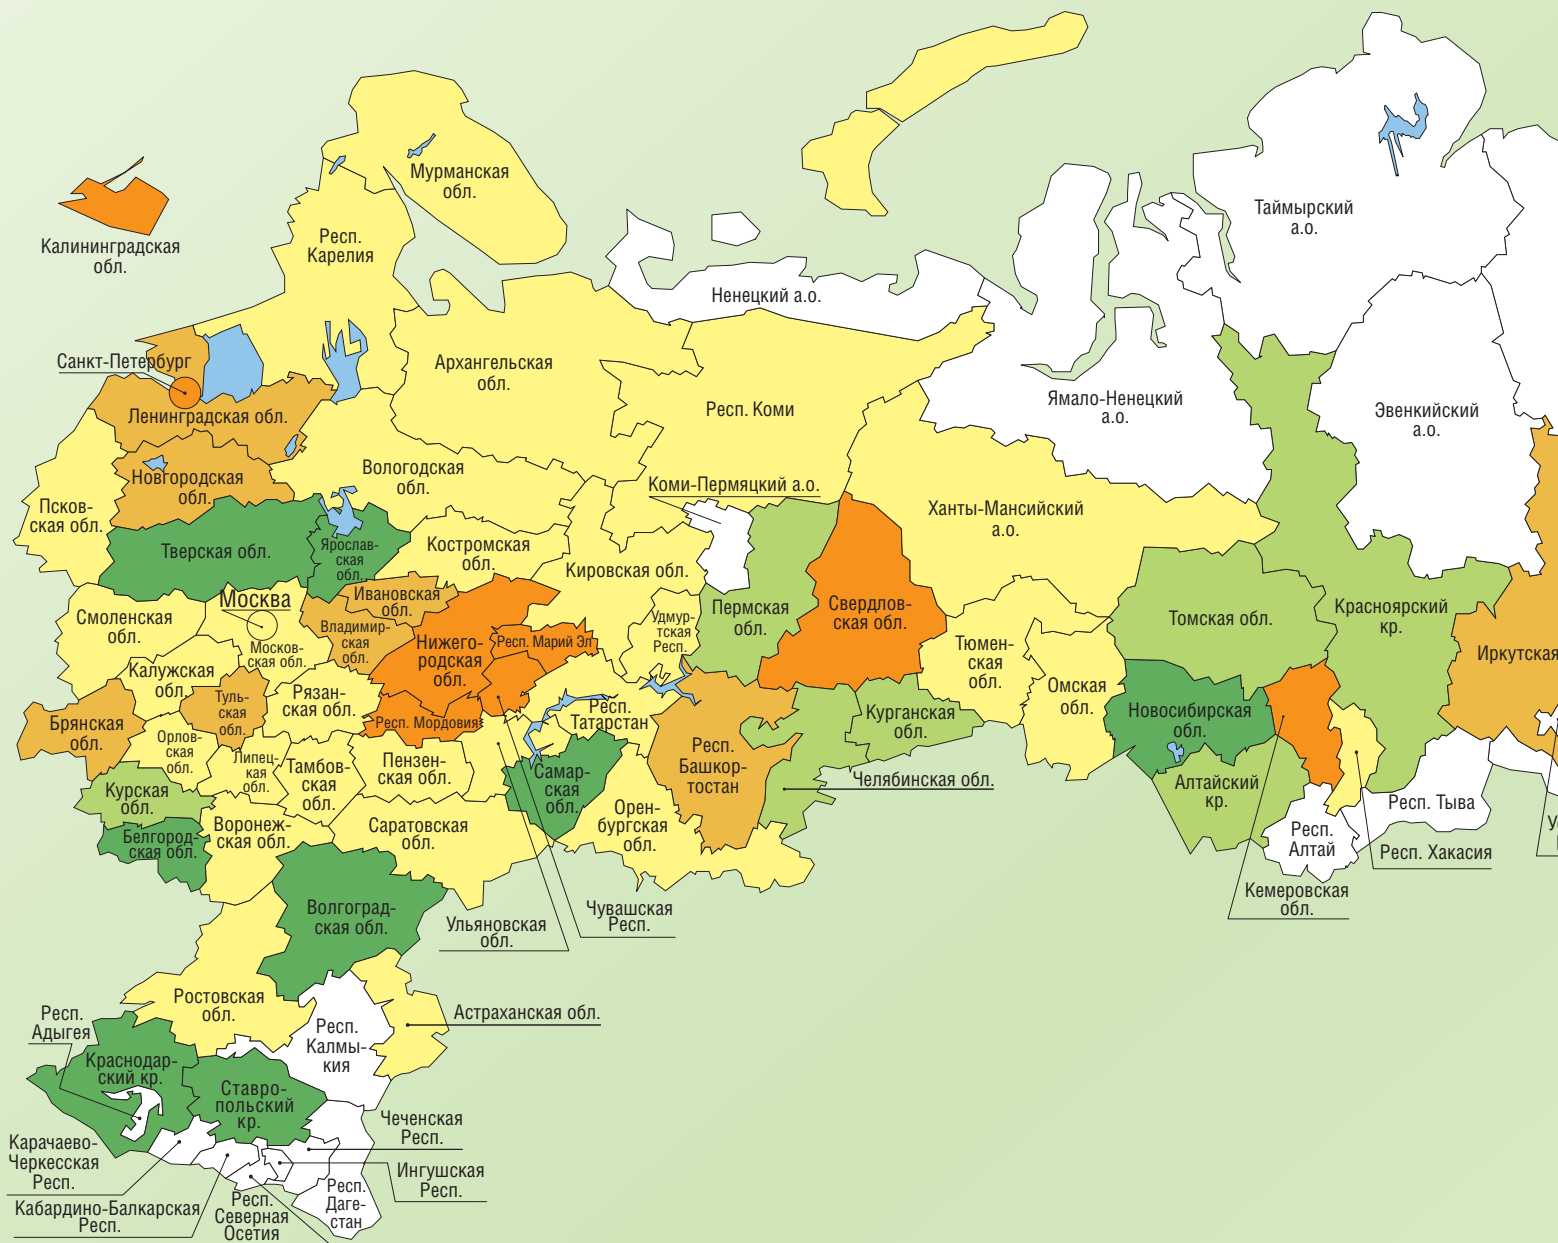 Калининградская
обл.
Мурманская
обл.
Респ.
Карелия
Санкт-Петербург
Ленинградская обл.
Новгородская
обл.
Псков-
ская обл.
Архангельская
обл.
Ненецкий а.о.
Респ. Коми
Вологодская
обл.
Коми-Пермяцкий а.о.
Таймырский
а.о.
Ямало-Ненецкий
а.о.
Эвенкийский
а.о.
Ханты-Мансийский
а.о.
Тверская обл.
Ярослав-
ская
обл.
Костромская
обл.
Кировская обл.
Ивановская
обл.
Владимир-
ская
обл.
Москва
Москов-
ская обл.
Смоленская
обл.
Калужская
обл.
Брянская
обл.
Туль-
ская
обл.
Рязан-
ская обл.
Нижего-
родская
обл.
Респ. Марий Эл
Респ. Мордовия
Удмур-
тская
Респ.
Пермская
обл.
Свердлов-
ская обл.
Тюмен-
ская
обл.
Омская
обл.
Томская обл.
Красноярский
кр.
Иркутская
Новосибирская
обл.
Алтайский
кр.
Курганская
обл.
Челябинская обл.
Респ.
Татарстан
Респ.
Башкор-
тостан
Орлов-
ская
обл.
Липец-
кая
обл.
Тамбов-
ская
обл.
Пензен-
ская обл.
Самар-
ская
обл.
Орен-
бургская
обл.
Курская
обл.
Белгород-
ская обл.
Воронеж-
ская обл.
Саратовская
обл.
Волгоград-
ская обл.
Ульяновская
обл.
Чувашская
Респ.
Респ.
Алтай
Респ. Тыва
Респ. Хакасия
Кемеровская
обл.
Ростовская
обл.
Астраханская обл.
Респ.
Калмы-
кия
Респ.
Адыгея
Краснодар-
ский кр.
Ставро-
польский
кр.
Чеченская
Респ.
Ингушская
Респ.
Карачаево-
Черкесская
Респ.
Кабардино-Балкарская
Респ.
Респ.
Северная
Осетия
Респ.
Даге-
стан